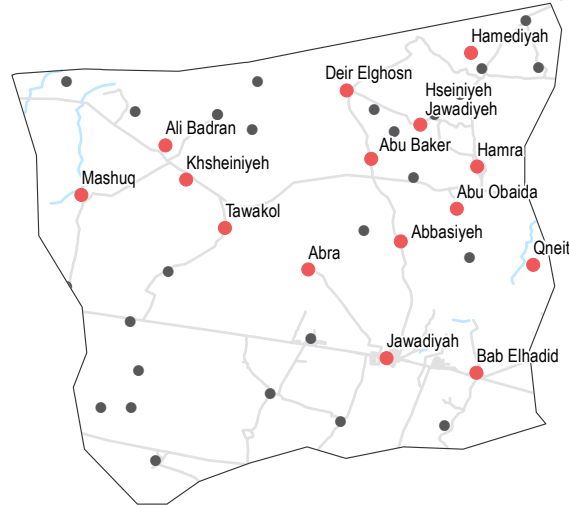 Hamediyah
Deir Elghosn
Hseiniyeh
Jawadiyeh
Ali Badran
Abu Baker
Hamra
Khsheiniyeh
Mashuq
Abu Obaida
Tawakol
Abbasiyeh
Qneit
Abra
Jawadiyah
Bab Elhadid